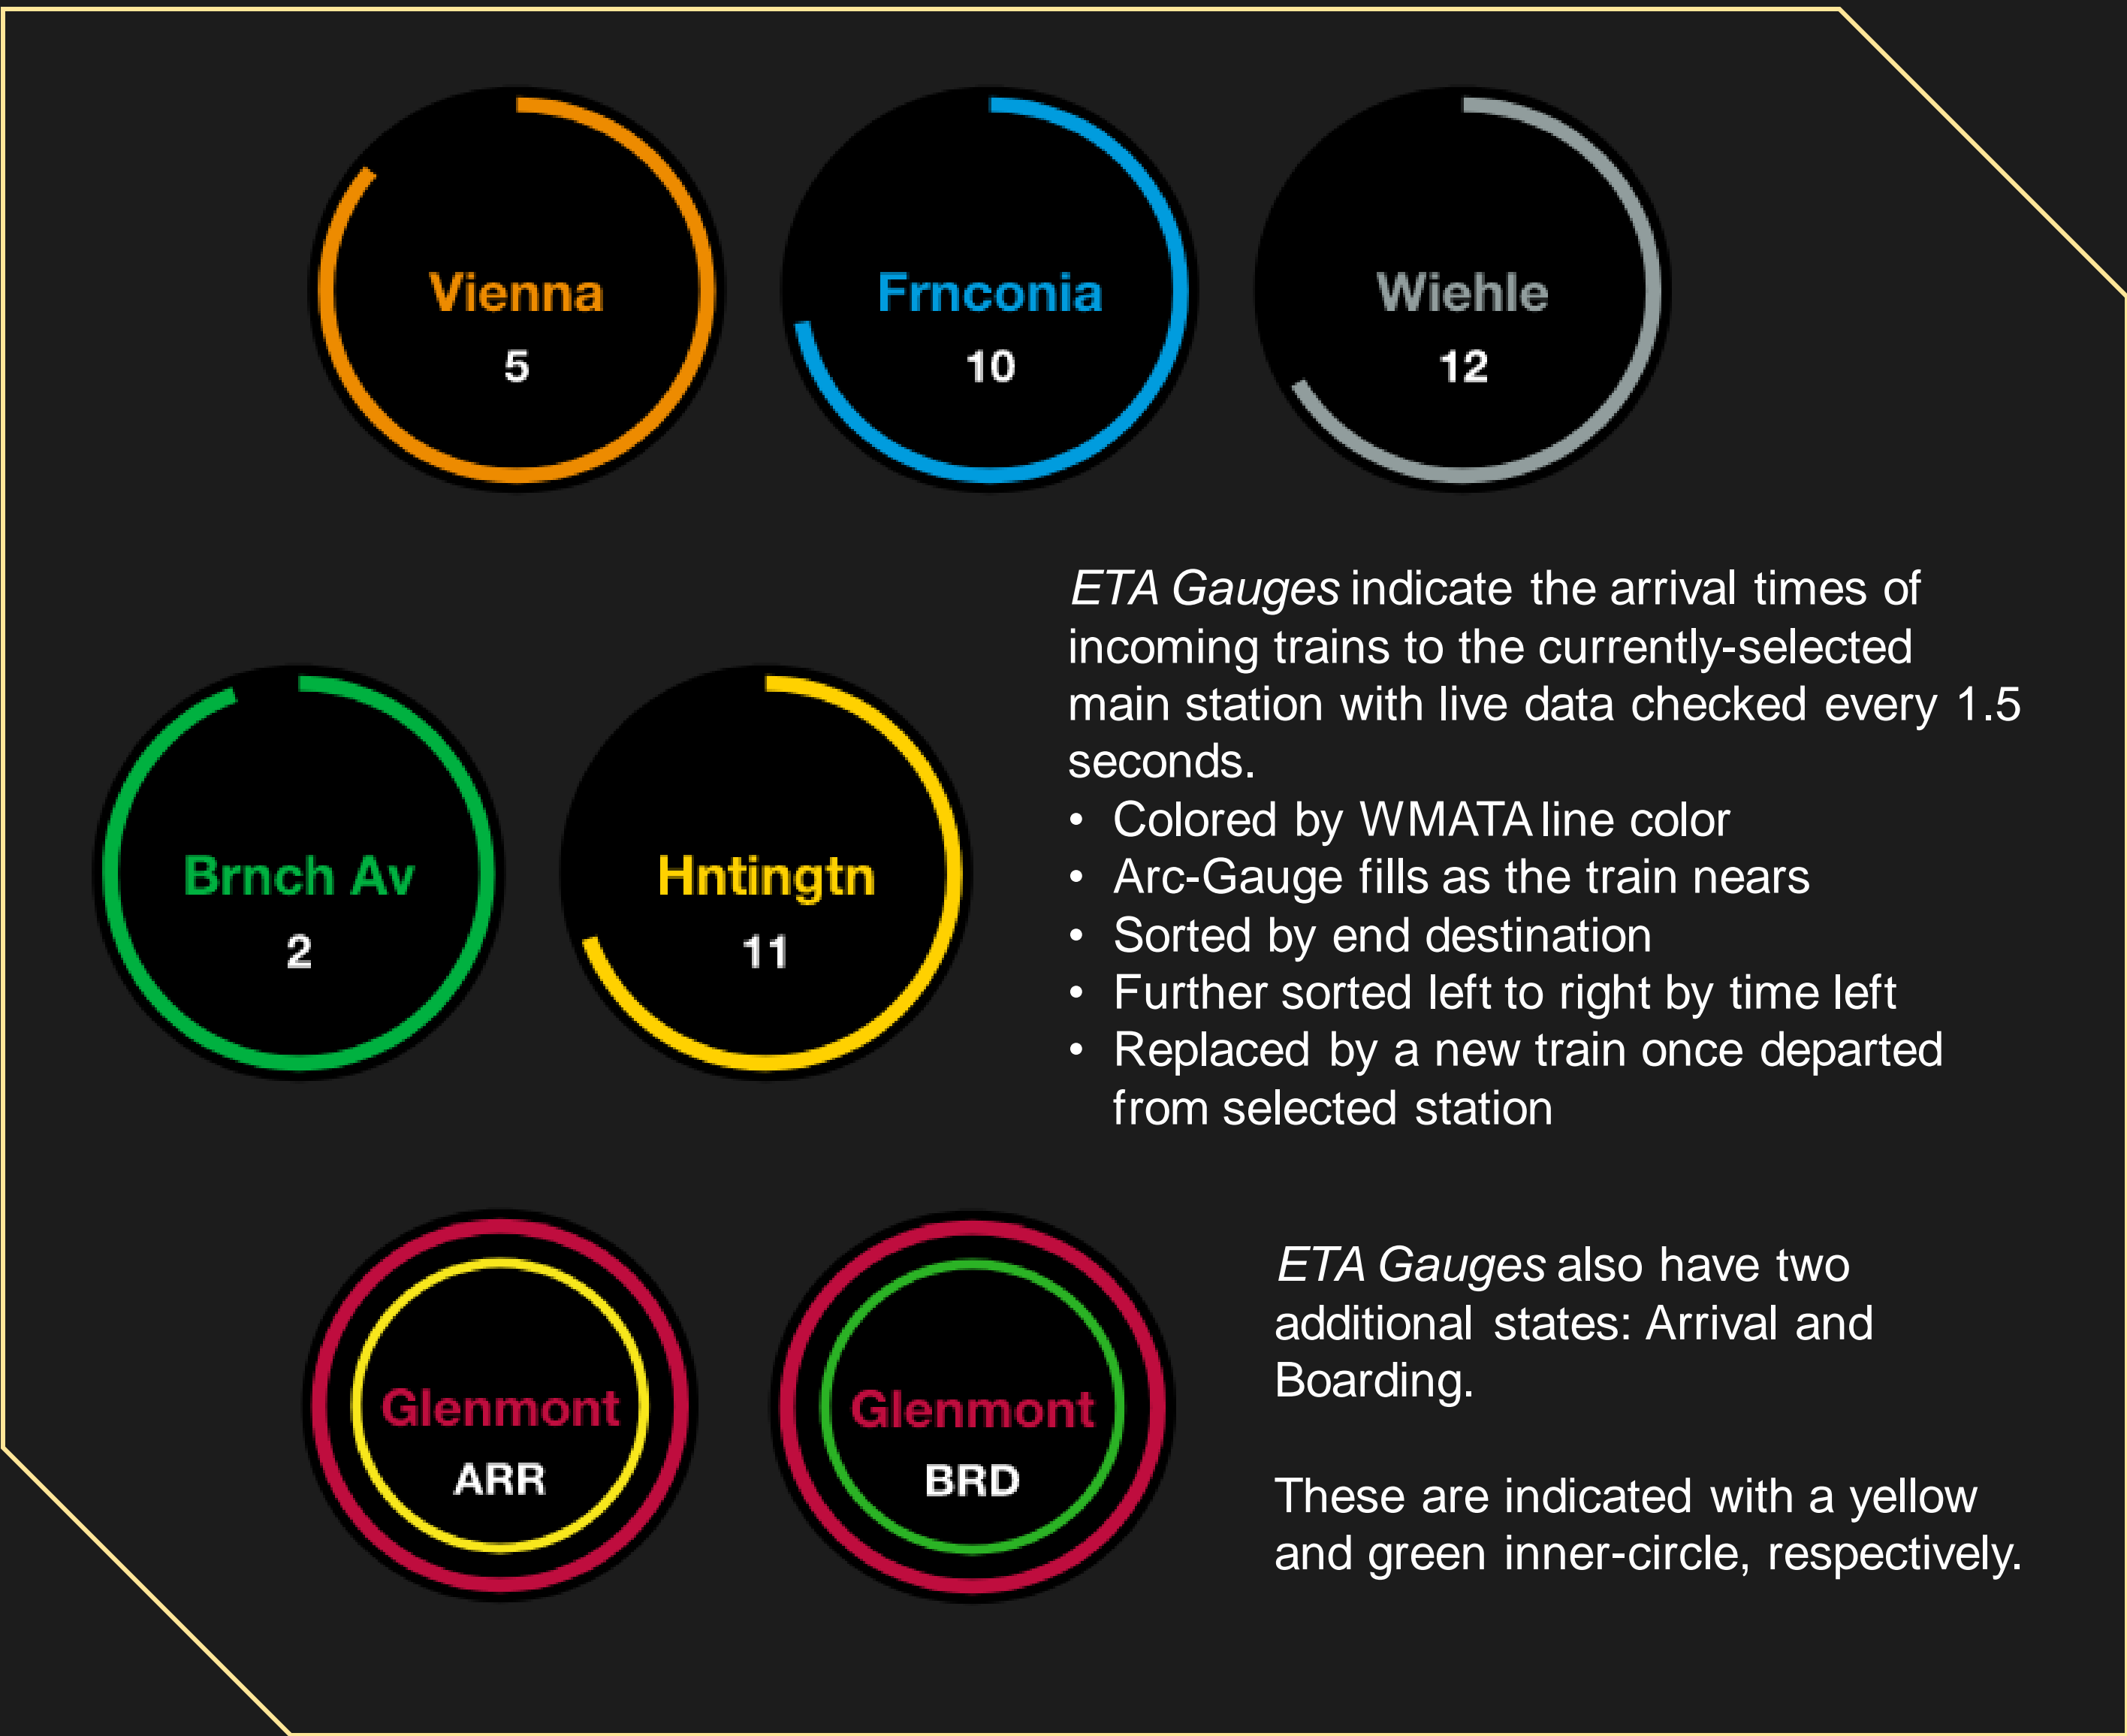 Vienna
5
Frnconia
10
Wiehle
12
ETA Gauges indicate the arrival times of
incoming trains to the currently-selected
main station with live data checked every 1.5
seconds.
• Colored by WMATA line color
• Arc-Gauge fills as the train nears
• Sorted by end destination
• Further sorted left to right by time left
• Replaced by a new train once departed
from selected station
Brnch Av
2
Hntingtn
11
Glenmont
ARR
Glenmont
BRD
ETA Gauges also have two
additional states: Arrival and
Boarding.
These are indicated with a yellow
and green inner-circle, respectively.